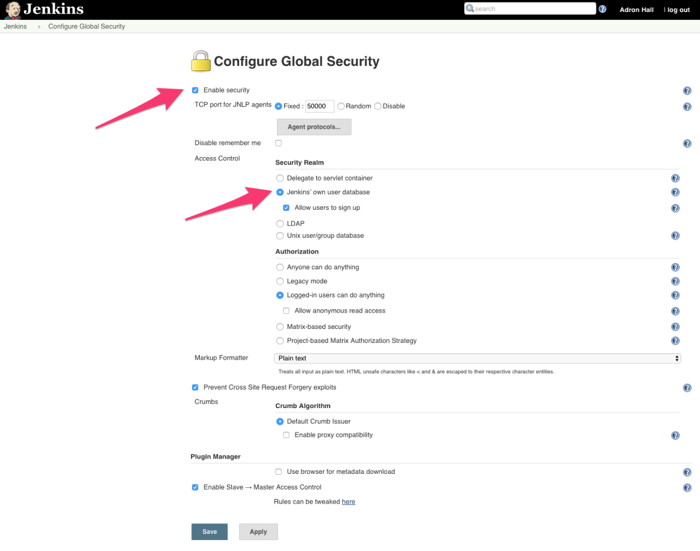 Jenkins
search
Adron Hall
log out
Jenkins
Configure Global Security
Configure Global Security
Enable security
TCP port for JNLP agents
Fixed : 50000 Random Disable
Agent protocols...
Disable remember me
Access Control
Security Realm
Delegate to servlet container
Jenkins' own user database
Allow users to sign up
LDAP
Unix user/group database
Authorization
Anyone can do anything
Legacy mode
Logged-in users can do anything
Allow anonymous read access
Matrix-based security
Project-based Matrix Authorization Strategy
Markup Formatter
Plain text
Treats all input as plain text. HTML unsafe characters like < and & are escaped to their respective character entities.
Prevent Cross Site Request Forgery exploits
Crumbs
Crumb Algorithm
Default Crumb Issuer
Enable proxy compatibility
Plugin Manager
Use browser for metadata download
Enable Slave → Master Access Control
Rules can be tweaked here
Save
Apply